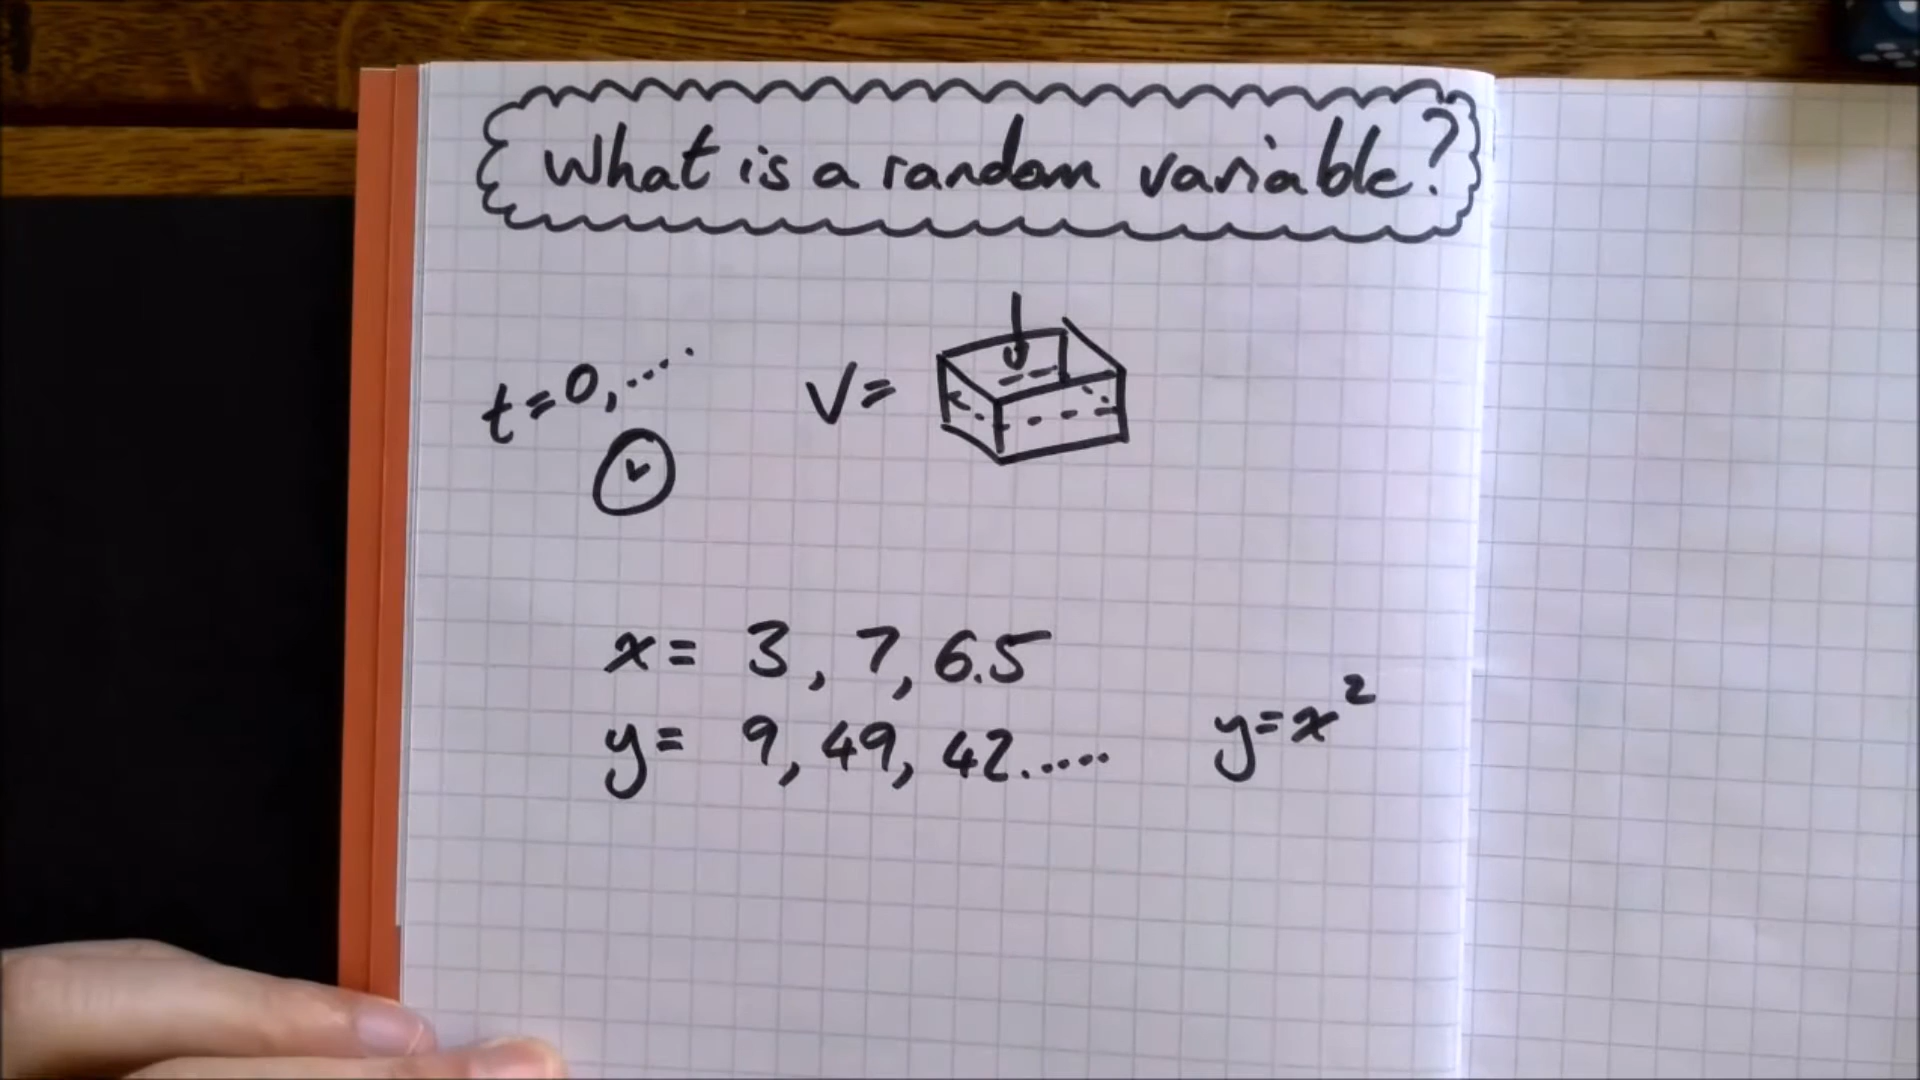 What is a random variable?
t=0,.....
V=
x= 3, 7, 6.5
y= 9, 49, 42.....
y=x²